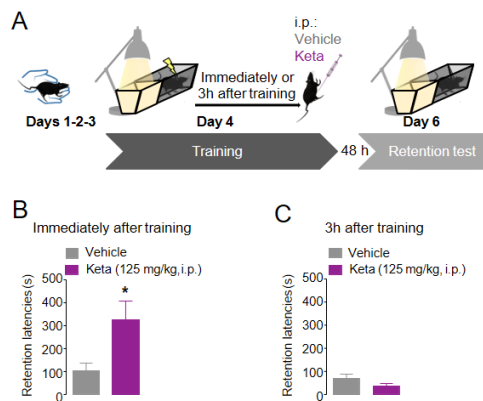 A
i.p.:
Vehicle
Keta
Immediately or
3h after training
Days 1-2-3
Day 4
Day 6
Training
48 h
Retention test
B
Immediately after training
Vehicle
Keta (125 mg/kg, i.p.)
Retention latencies (s)
500
400
300
200
100
0
*
C
3h after training
Vehicle
Keta (125 mg/kg, i.p.)
Retention latencies (s)
500
400
300
200
100
0